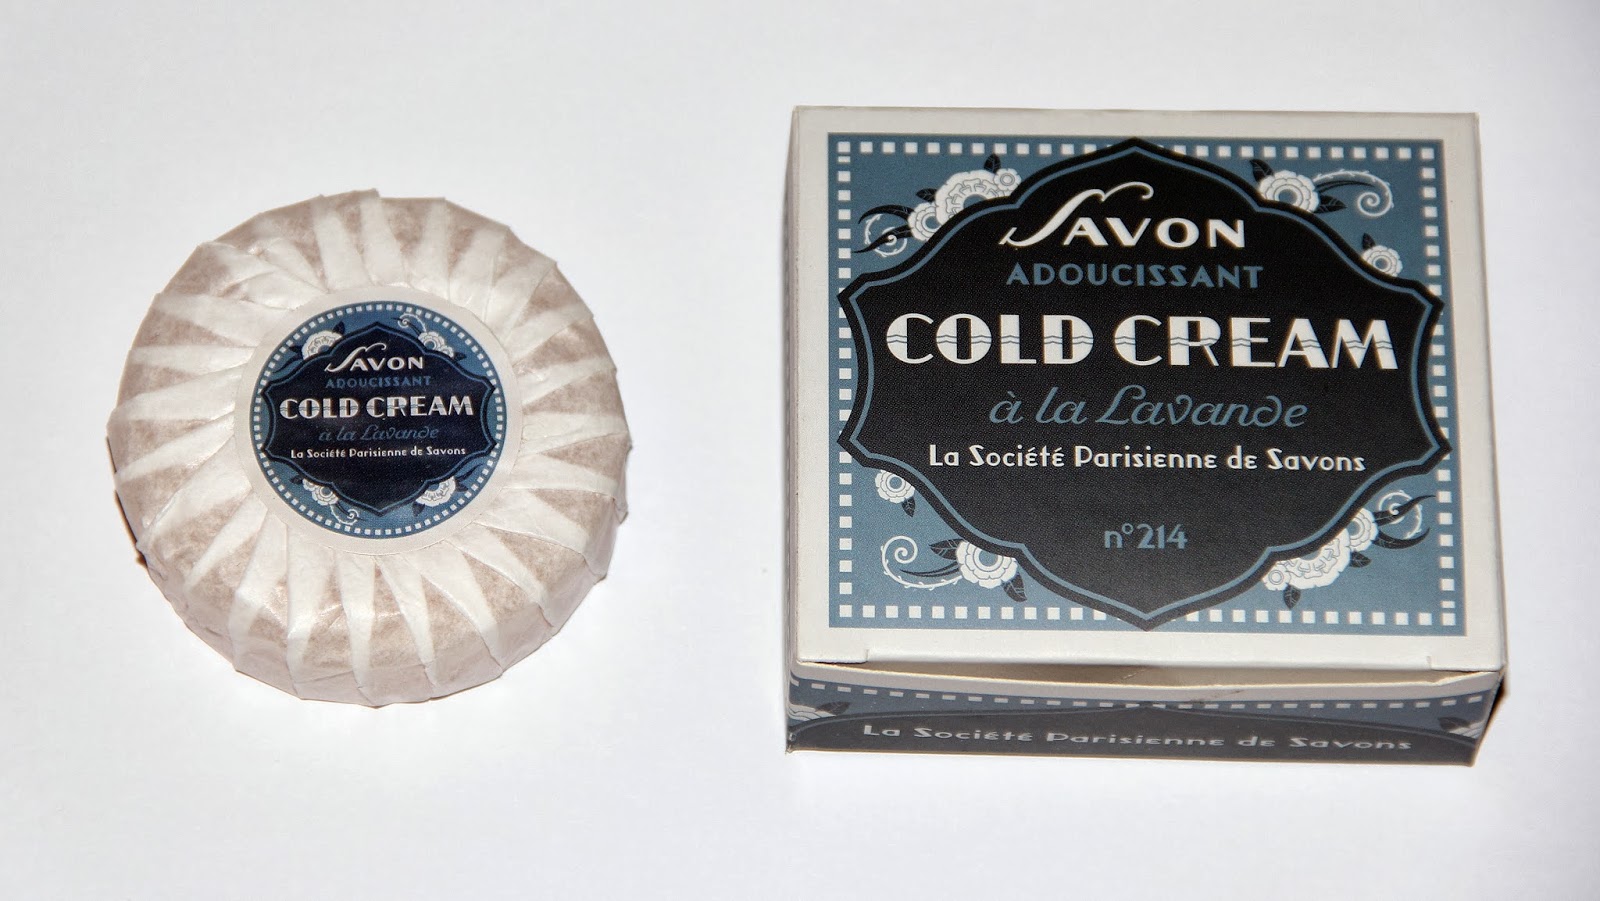 SAVON
ADOUCISSANT
COLD CREAM
à la Lavande
La Société Parisienne de Savons
SAVON
ADOUCISSANT
COLD CREAM
à la Lavande
La Société Parisienne de Savons
n°214
La Société Parisienne de Savons